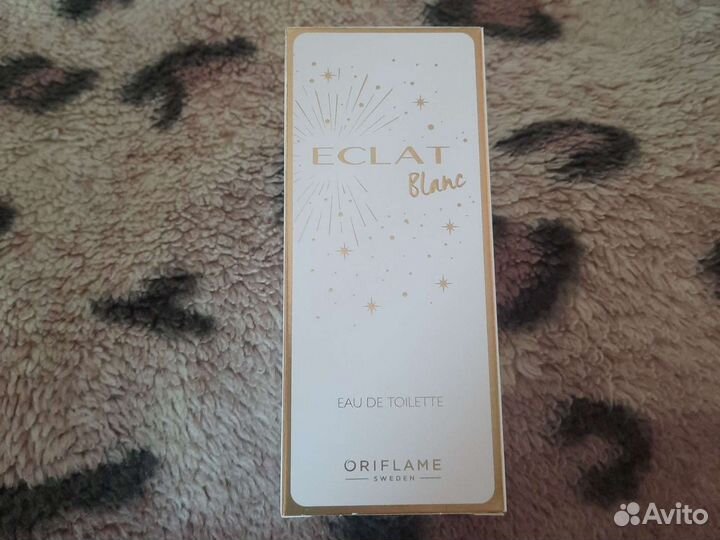 ECLAT
Blanc
EAU DE TOILETTE
ORIFLAME
SWEDEN
Avito